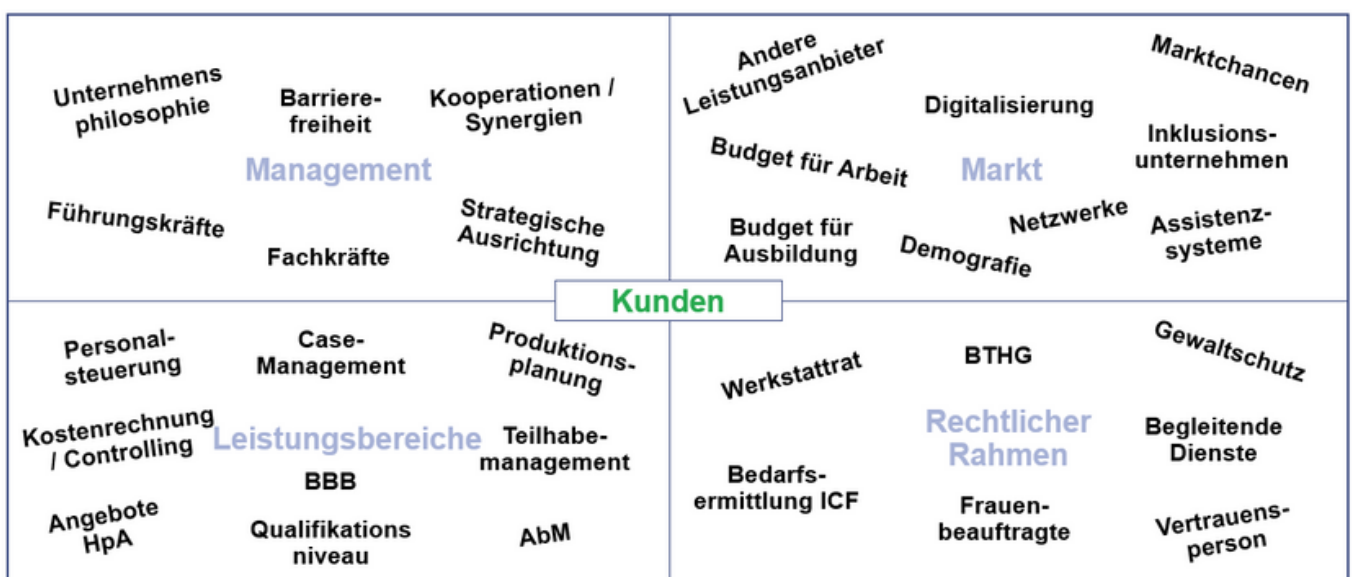 Unternehmens
philosophie
Barriere-
freiheit
Kooperationen /
Synergien
Management
Führungskräfte
Fachkräfte
Strategische
Ausrichtung
Andere
Leistungsanbieter
Digitalisierung
Marktchancen
Budget für Arbeit
Markt
Inklusions-
unternehmen
Budget für
Ausbildung
Demografie
Netzwerke
Assistenz-
systeme
Kunden
Personal-
steuerung
Case-
Management
Produktions-
planung
Kostenrechnung
/ Controlling
Leistungsbereiche
Teilhabe-
management
BBB
Angebote
HpA
Qualifikations
niveau
AbM
Werkstattrat
BTHG
Gewaltschutz
Rechtlicher
Rahmen
Begleitende
Dienste
Bedarfs-
ermittlung ICF
Frauen-
beauftragte
Vertrauens-
person